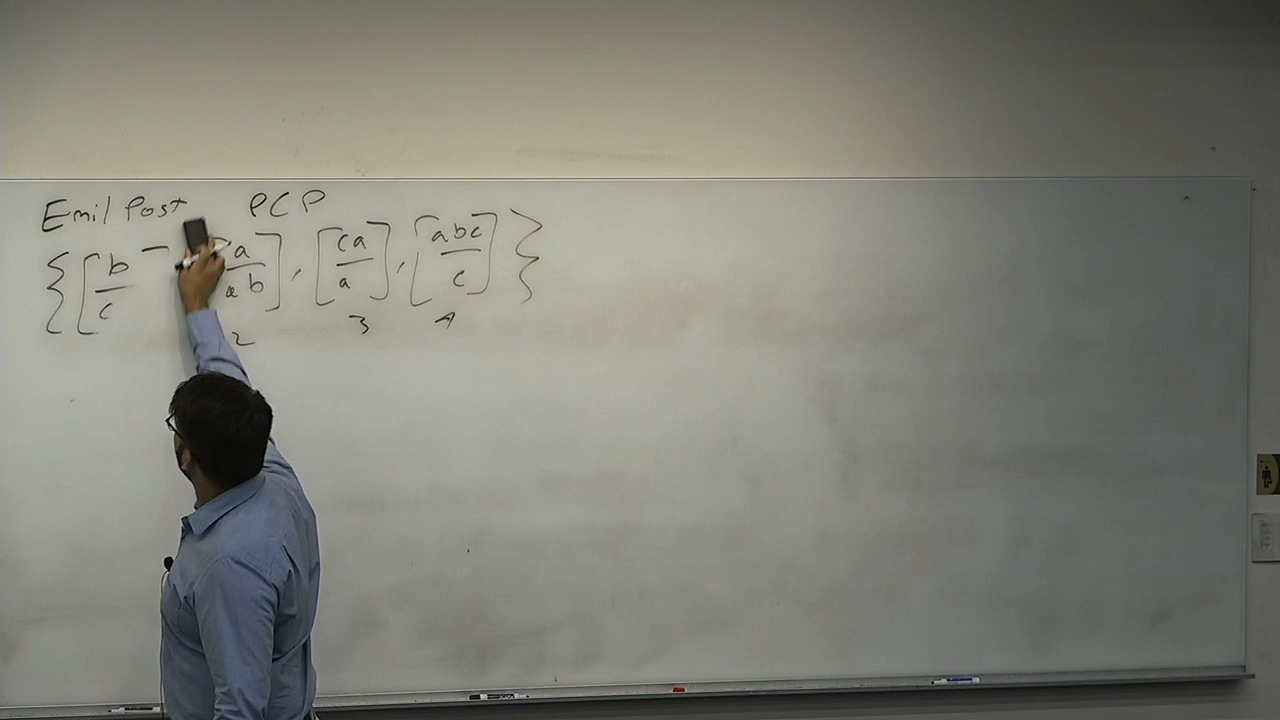 Emil Post PCP
{ [ b/c ] [ a/ab ], [ ca/a ], [ abc/c ] }
2 3 4